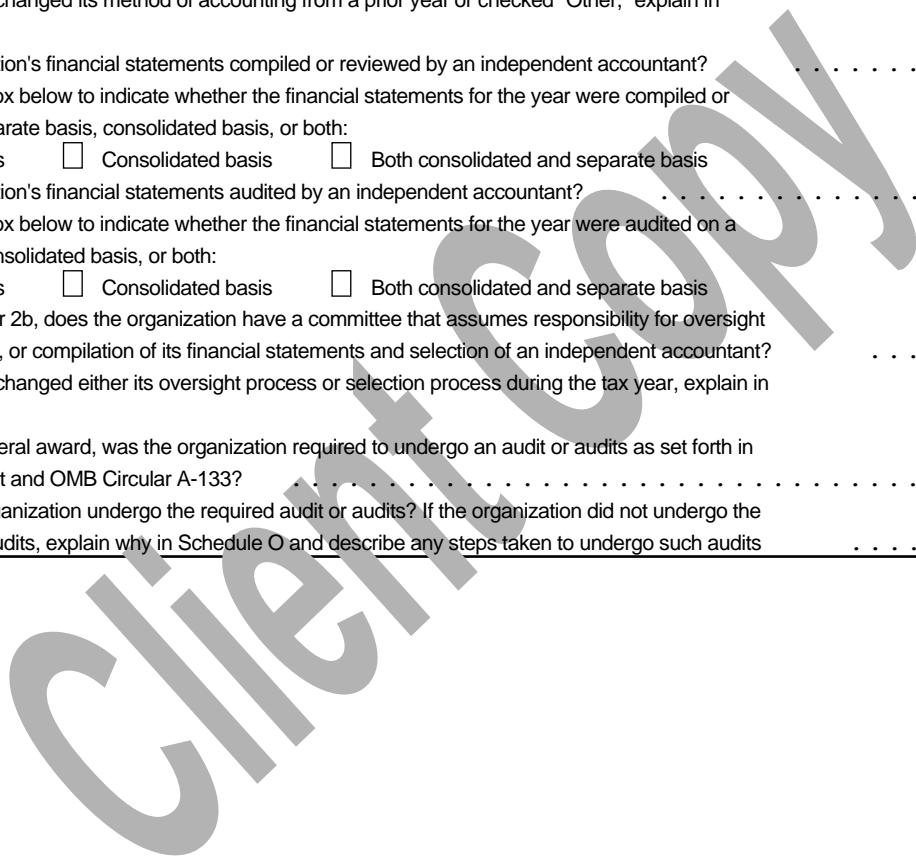 changed its method of accounting from a prior year or checked "Other," explain in
tion's financial statements compiled or reviewed by an independent accountant? . . . . . . .
ox below to indicate whether the financial statements for the year were compiled or
arate basis, consolidated basis, or both:
s ☐ Consolidated basis ☐ Both consolidated and separate basis
tion's financial statements audited by an independent accountant? . . . . . . . . . . . . . .
ox below to indicate whether the financial statements for the year were audited on a
nsolidated basis, or both:
s ☐ Consolidated basis ☐ Both consolidated and separate basis
r 2b, does the organization have a committee that assumes responsibility for oversight
, or compilation of its financial statements and selection of an independent accountant? . . .
changed either its oversight process or selection process during the tax year, explain in
eral award, was the organization required to undergo an audit or audits as set forth in
t and OMB Circular A-133? . . . . . . . . . . . . . . . . . . . . . . . . . . . . . . . . . . .
ganization undergo the required audit or audits? If the organization did not undergo the
udits, explain why in Schedule O and describe any steps taken to undergo such audits . . . .
Client Copy